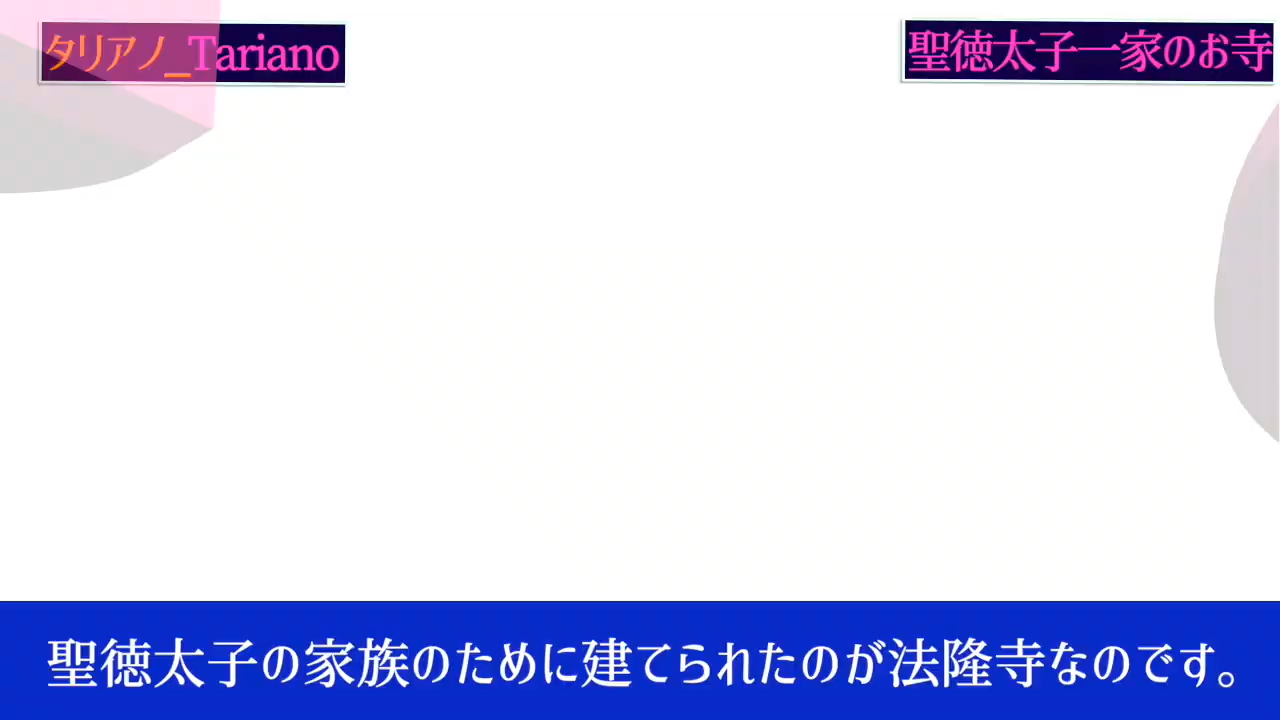 タリアノ_Tariano
聖徳太子一家のお寺
聖徳太子の家族のために建てられたのが法隆寺なのです。